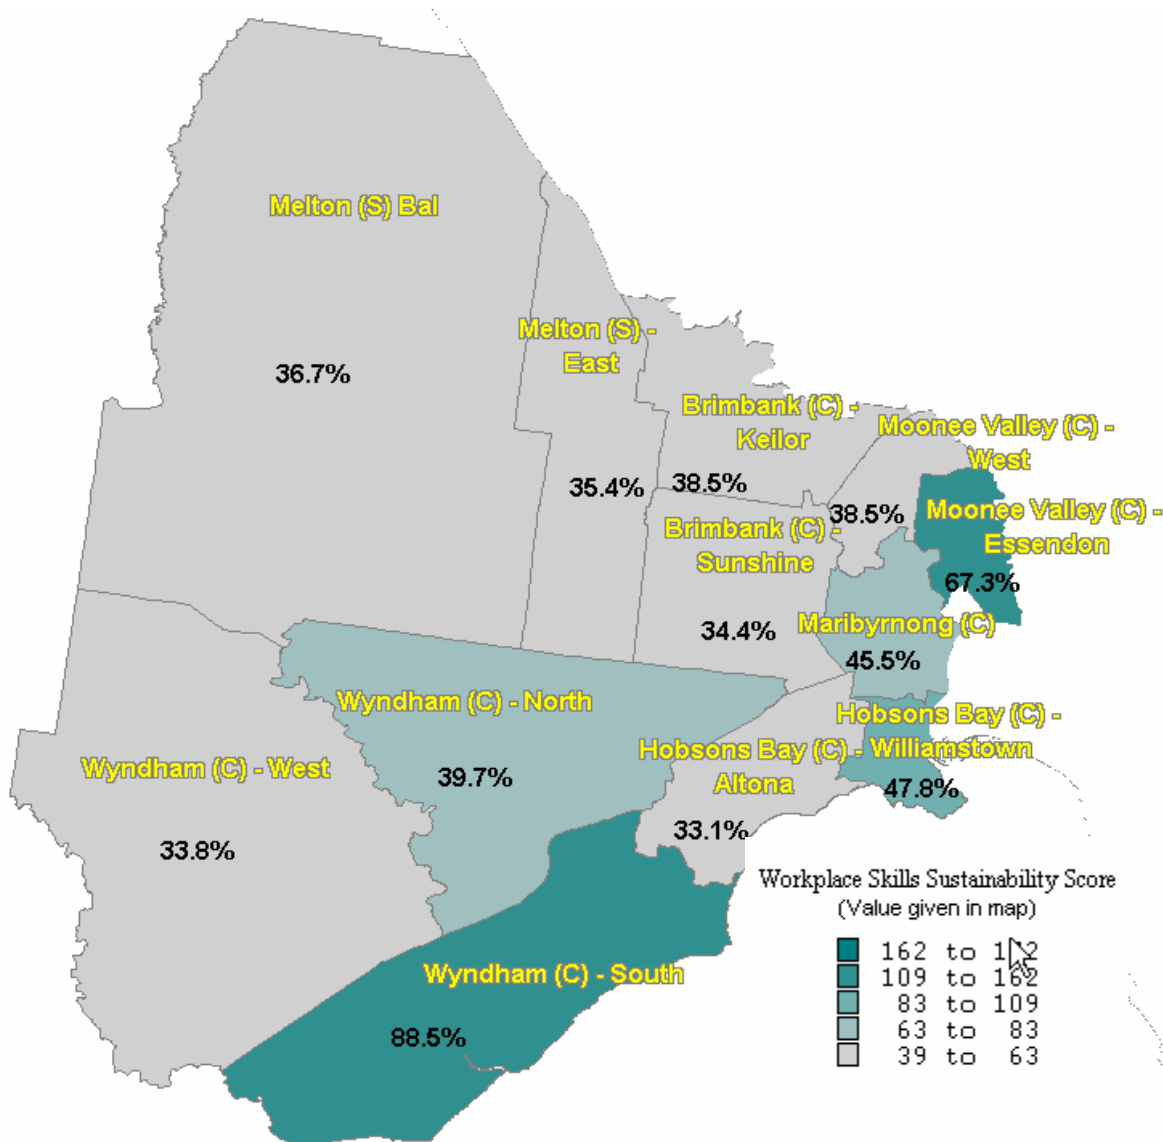 Melton (S) Bal
36.7%
Melton (S) -
East
35.4%
Brimbank (C) -
Keilor
38.5%
Moonee Valley (C) -
West
38.5%
Moonee Valley (C) -
Essendon
67.3%
Brimbank (C) -
Sunshine
34.4%
Maribyrnong (C)
45.5%
Wyndham (C) - North
39.7%
Hobsons Bay (C) -
Williamstown
47.8%
Hobsons Bay (C) -
Altona
33.1%
Wyndham (C) - West
33.8%
Wyndham (C) - South
88.5%
Workplace Skills Sustainability Score
(Value given in map)
162 to
109 to 162
83 to 109
63 to 83
39 to 63